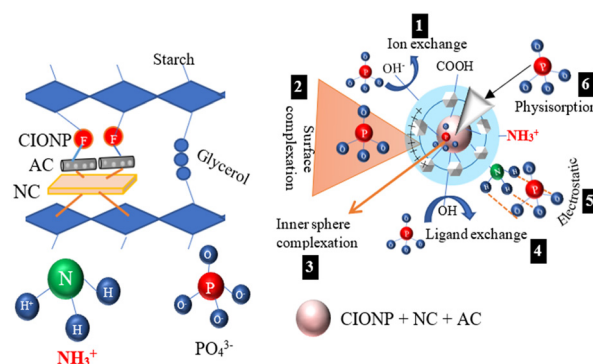 Starch
CIONP
F
F
AC
NC
Glycerol
N
H⁺
H
H
NH₃⁺
O
P
O⁻
O⁻
O⁻
PO₄³⁻
1
Ion exchange
OH⁻
COOH
2
Surface
complexation
6
Physisorption
NH₃⁺
Electrostatic
5
OH
Ligand exchange
4
Inner sphere
complexation
3
P
P
P
P
N
P
CIONP + NC + AC